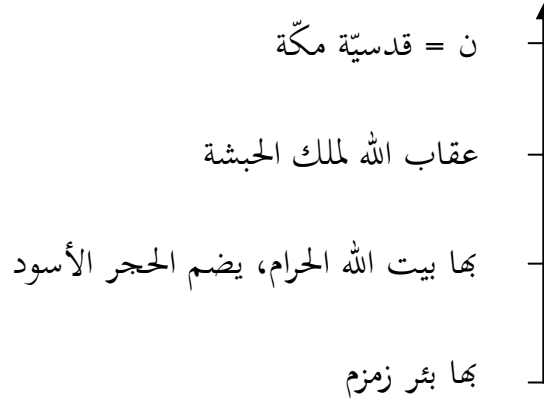 ن = قدسيّة مكّة
عقاب الله لملك الحبشة
بها بيت الله الحرام، يضم الحجر الأسود
بها بئر زمزم